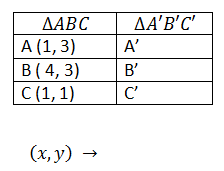 ΔABC ΔA′B′C′
A (1, 3) A′
B ( 4, 3) B′
C (1, 1) C′
(x, y) →